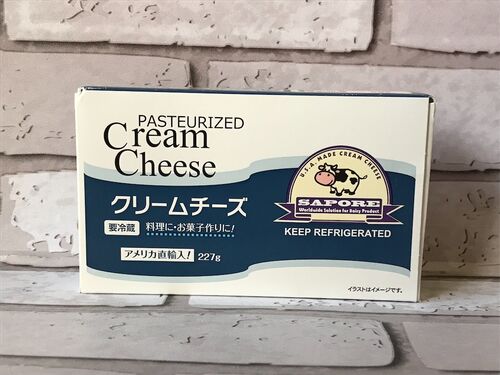 PASTEURIZED
Cream
Cheese
クリームチーズ
要冷蔵 料理に・お菓子作りに!
アメリカ直輸入! 227g
U.S.A. MADE CREAM CHEESE
SAPORE
Worldwide Solution for Dairy Product
KEEP REFRIGERATED
イラストはイメージです。